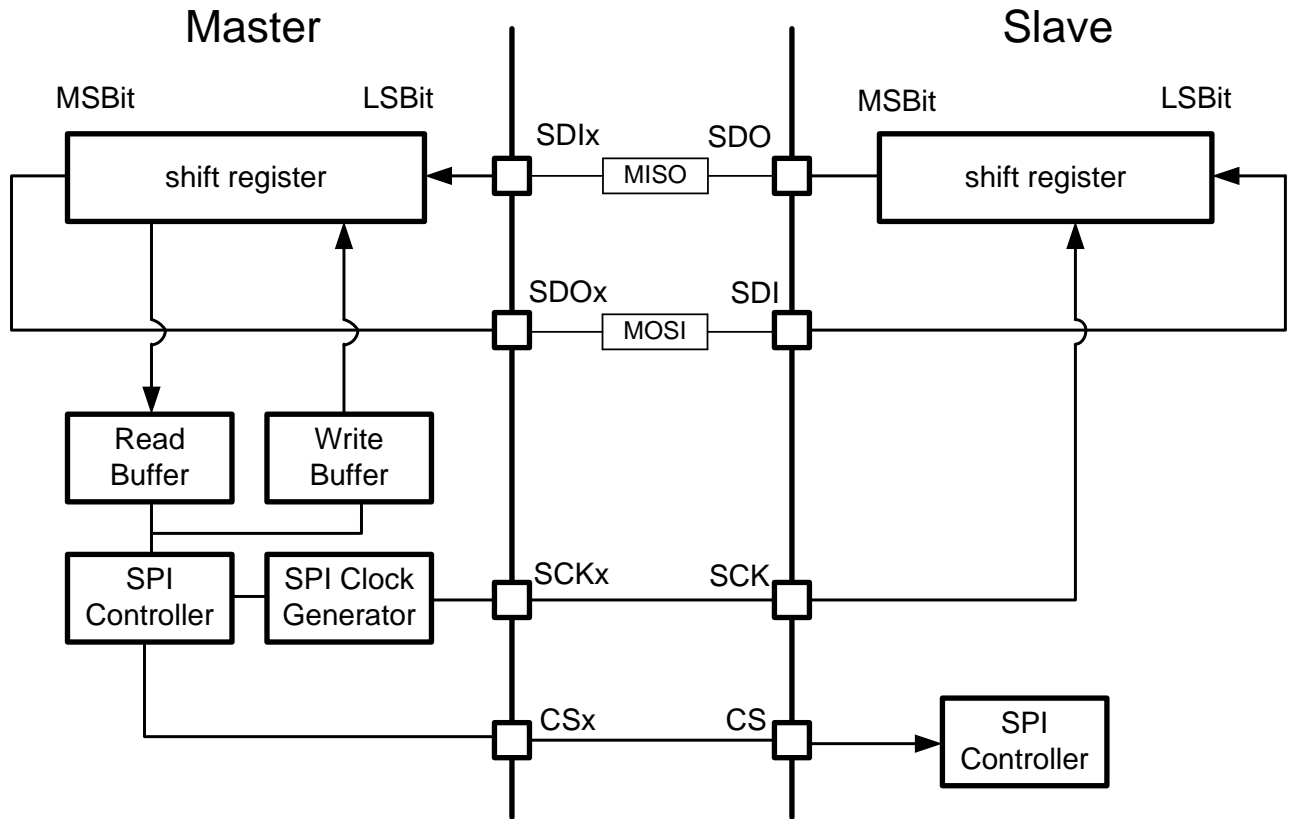 Master
Slave
MSBit
LSBit
MSBit
LSBit
SDIx
SDO
shift register
MISO
shift register
SDOx
SDI
MOSI
Read
Buffer
Write
Buffer
SPI
Controller
SPI Clock
Generator
SCKx
SCK
CSx
CS
SPI
Controller